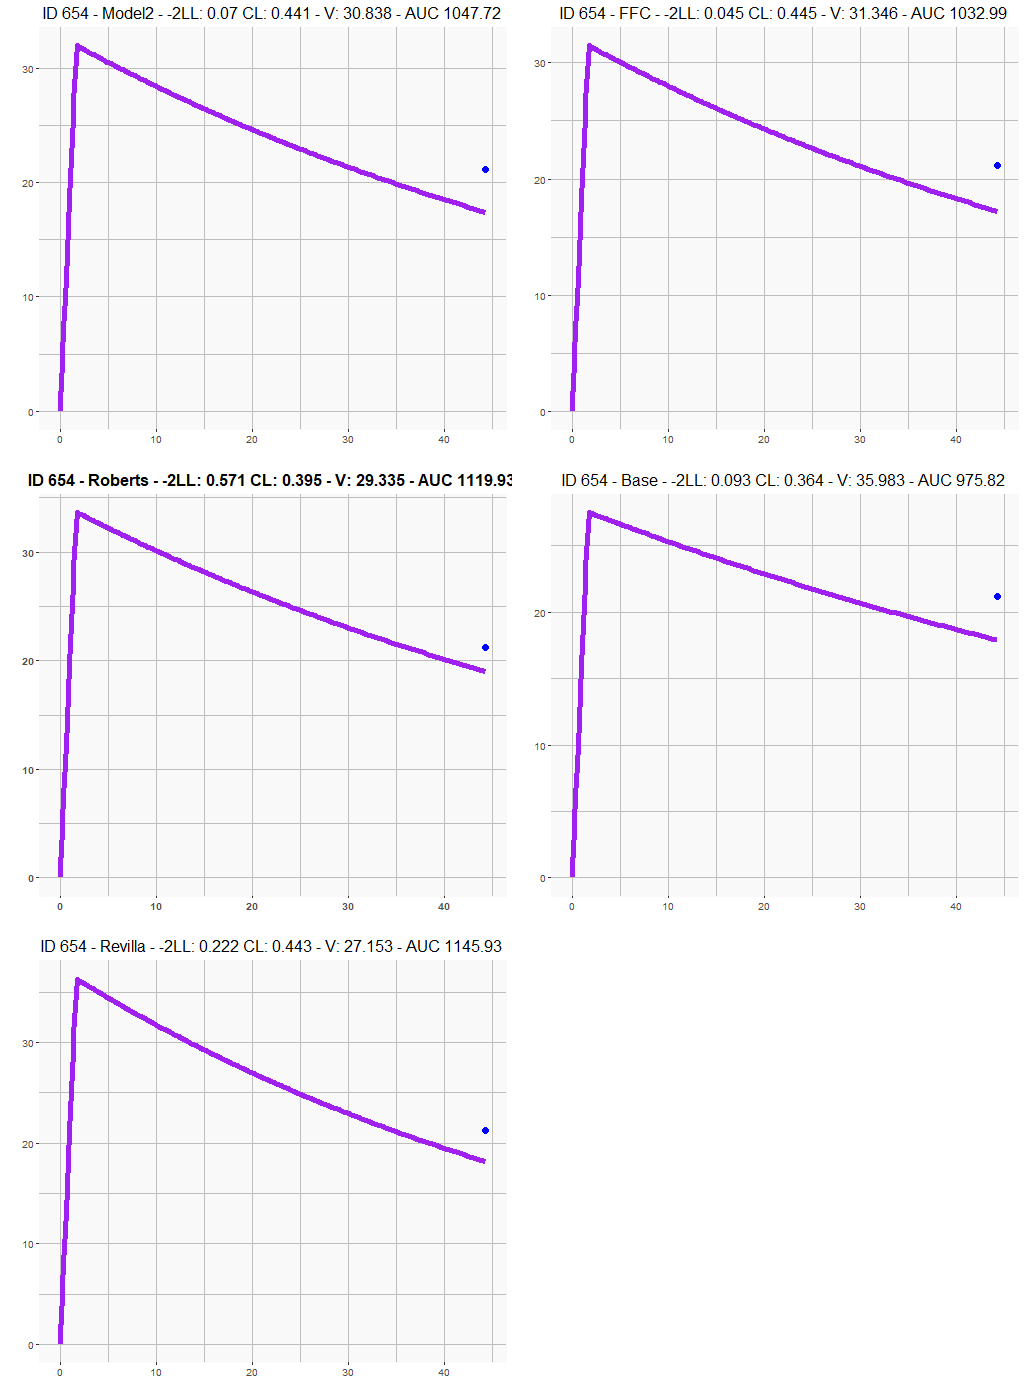 ID 654 - Model2 - -2LL: 0.07 CL: 0.441 - V: 30.838 - AUC 1047.72
30
20
10
0
0 10 20 30 40
ID 654 - FFC - -2LL: 0.045 CL: 0.445 - V: 31.346 - AUC 1032.99
30
20
10
0
0 10 20 30 40
ID 654 - Roberts - -2LL: 0.571 CL: 0.395 - V: 29.335 - AUC 1119.93
30
20
10
0
0 10 20 30 40
ID 654 - Base - -2LL: 0.093 CL: 0.364 - V: 35.983 - AUC 975.82
20
10
0
0 10 20 30 40
ID 654 - Revilla - -2LL: 0.222 CL: 0.443 - V: 27.153 - AUC 1145.93
30
20
10
0
0 10 20 30 40